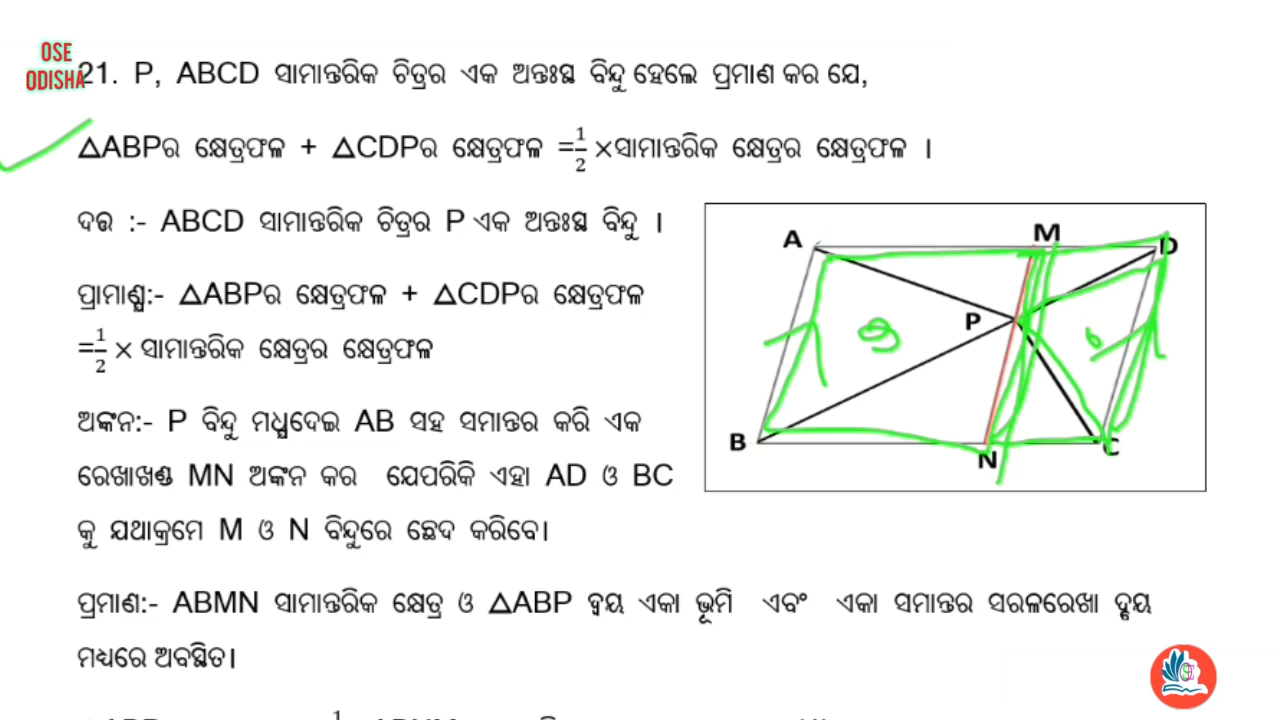 OSE
ODISHA
21. P, ABCD ସାମାନ୍ତରିକ ଚିତ୍ରର ଏକ ଅନ୍ତଃସ୍ଥ ବିନ୍ଦୁ ହେଲେ ପ୍ରମାଣ କର ଯେ,
△ABPର କ୍ଷେତ୍ରଫଳ + △CDPର କ୍ଷେତ୍ରଫଳ =1/2 ×ସାମାନ୍ତରିକ କ୍ଷେତ୍ରର କ୍ଷେତ୍ରଫଳ ।
ଦତ୍ତ :- ABCD ସାମାନ୍ତରିକ ଚିତ୍ରର P ଏକ ଅନ୍ତଃସ୍ଥ ବିନ୍ଦୁ ।
ପ୍ରାମାଣ୍ଯ:- △ABPର କ୍ଷେତ୍ରଫଳ + △CDPର କ୍ଷେତ୍ରଫଳ
=1/2 × ସାମାନ୍ତରିକ କ୍ଷେତ୍ରର କ୍ଷେତ୍ରଫଳ
ଅଙ୍କନ:- P ବିନ୍ଦୁ ମଧ୍ଯଦେଇ AB ସହ ସମାନ୍ତର କରି ଏକ
ରେଖାଖଣ୍ଡ MN ଅଙ୍କନ କର ଯେପରିକି ଏହା AD ଓ BC
କୁ ଯଥାକ୍ରମେ M ଓ N ବିନ୍ଦୁରେ ଛେଦ କରିବେ।
ପ୍ରମାଣ:- ABMN ସାମାନ୍ତରିକ କ୍ଷେତ୍ର ଓ △ABP ଦ୍ୱୟ ଏକା ଭୂମି ଏବଂ ଏକା ସମାନ୍ତର ସରଳରେଖା ଦ୍ବୟ
ମଧ୍ୟରେ ଅବସ୍ଥିତ।
A
M
D
P
B
N
C